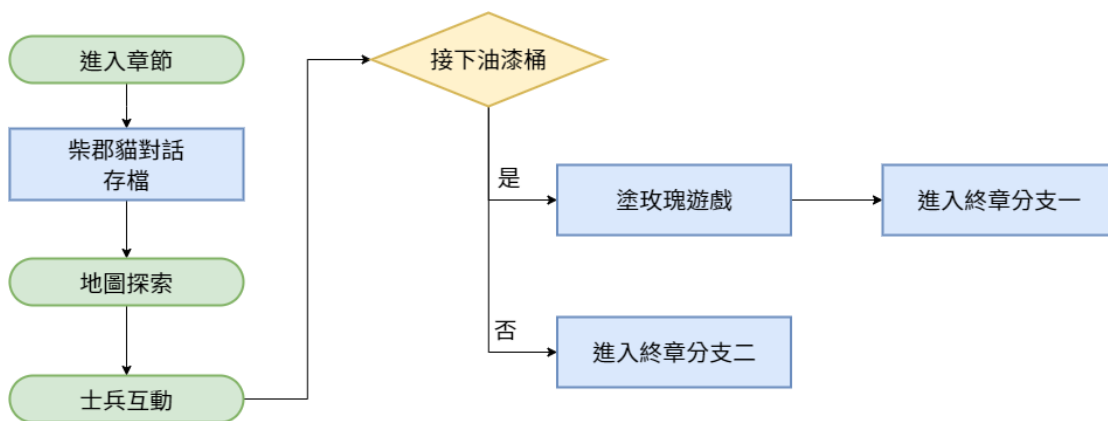 進入章節
柴郡貓對話
存檔
地圖探索
士兵互動
接下油漆桶
是
塗玫瑰遊戲
進入終章分支一
否
進入終章分支二